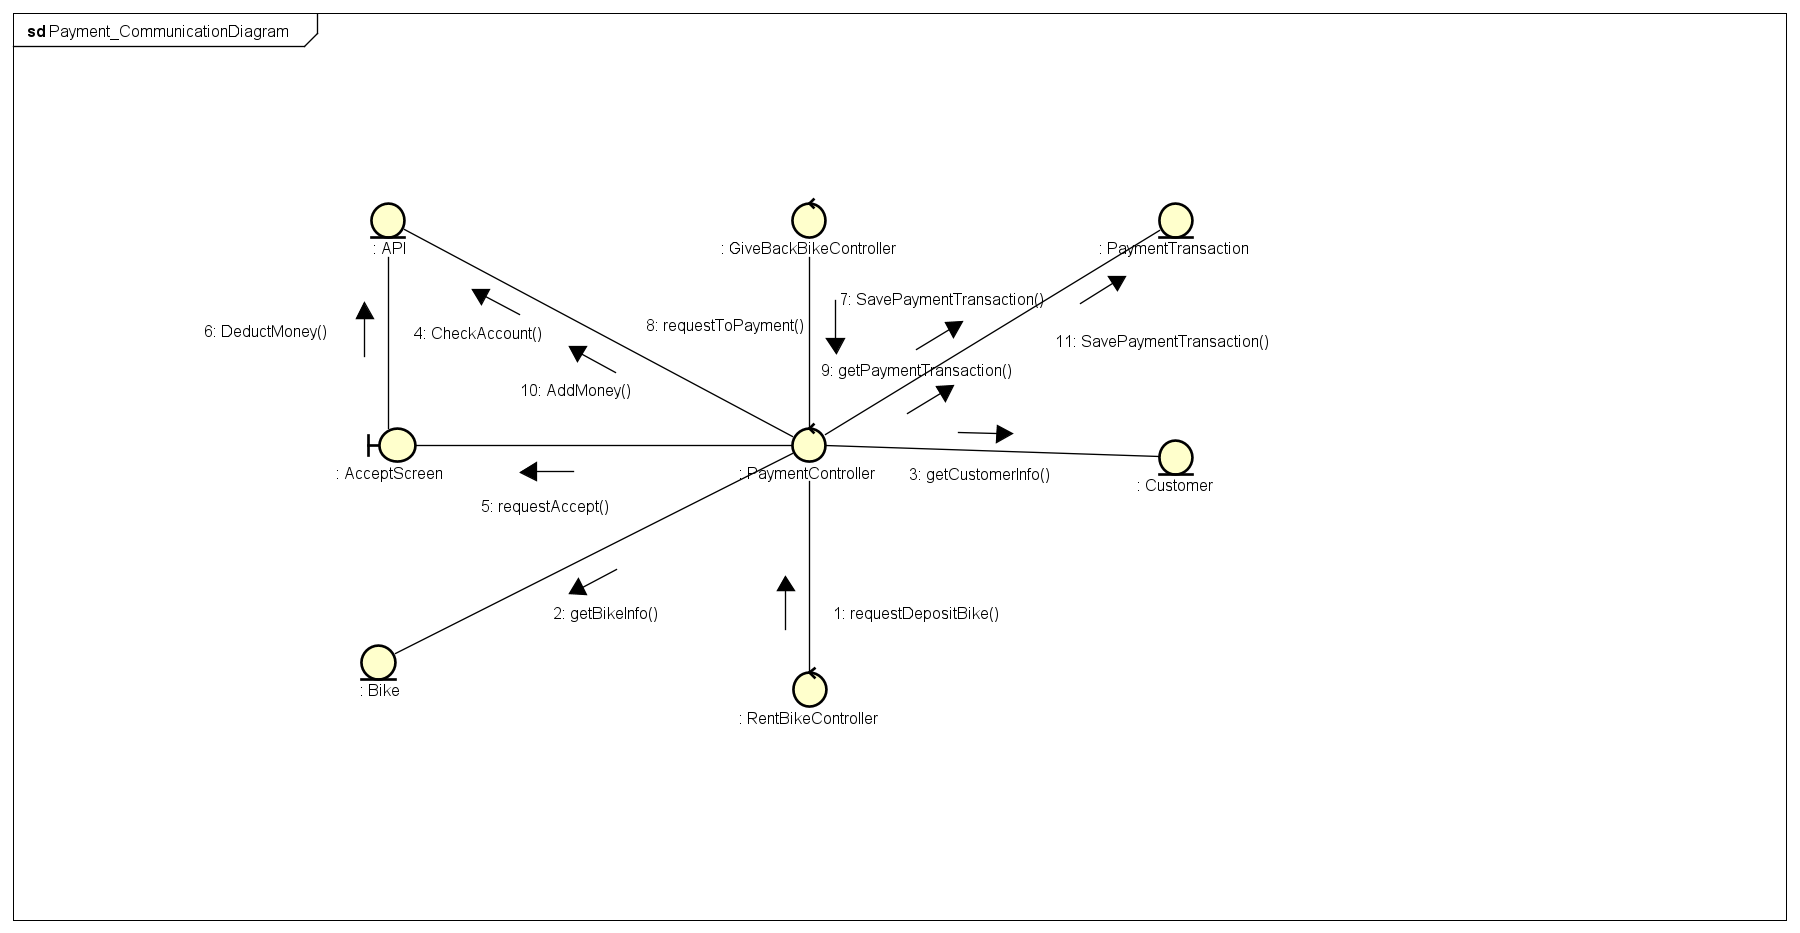 sd Payment_CommunicationDiagram
: API
: GiveBackBikeController
: PaymentTransaction
7: SavePaymentTransaction()
8: requestToPayment()
6: DeductMoney()
4: CheckAccount()
11: SavePaymentTransaction()
9: getPaymentTransaction()
10: AddMoney()
: AcceptScreen
: PaymentController
3: getCustomerInfo()
: Customer
5: requestAccept()
2: getBikeInfo()
1: requestDepositBike()
: Bike
: RentBikeController